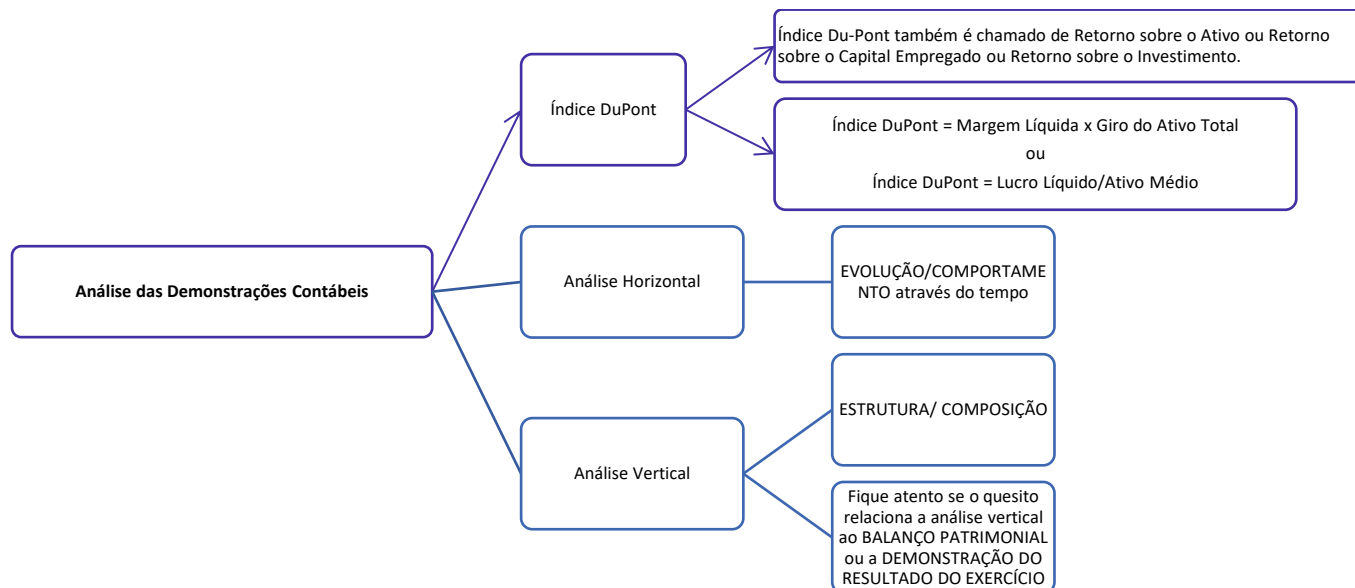 Índice Du-Pont também é chamado de Retorno sobre o Ativo ou Retorno
sobre o Capital Empregado ou Retorno sobre o Investimento.
Índice DuPont
Índice DuPont = Margem Líquida x Giro do Ativo Total
ou
Índice DuPont = Lucro Líquido/Ativo Médio
Análise das Demonstrações Contábeis
Análise Horizontal
EVOLUÇÃO/COMPORTAME
NTO através do tempo
Análise Vertical
ESTRUTURA/ COMPOSIÇÃO
Fique atento se o quesito
relaciona a análise vertical
ao BALANÇO PATRIMONIAL
ou a DEMONSTRAÇÃO DO
RESULTADO DO EXERCÍCIO